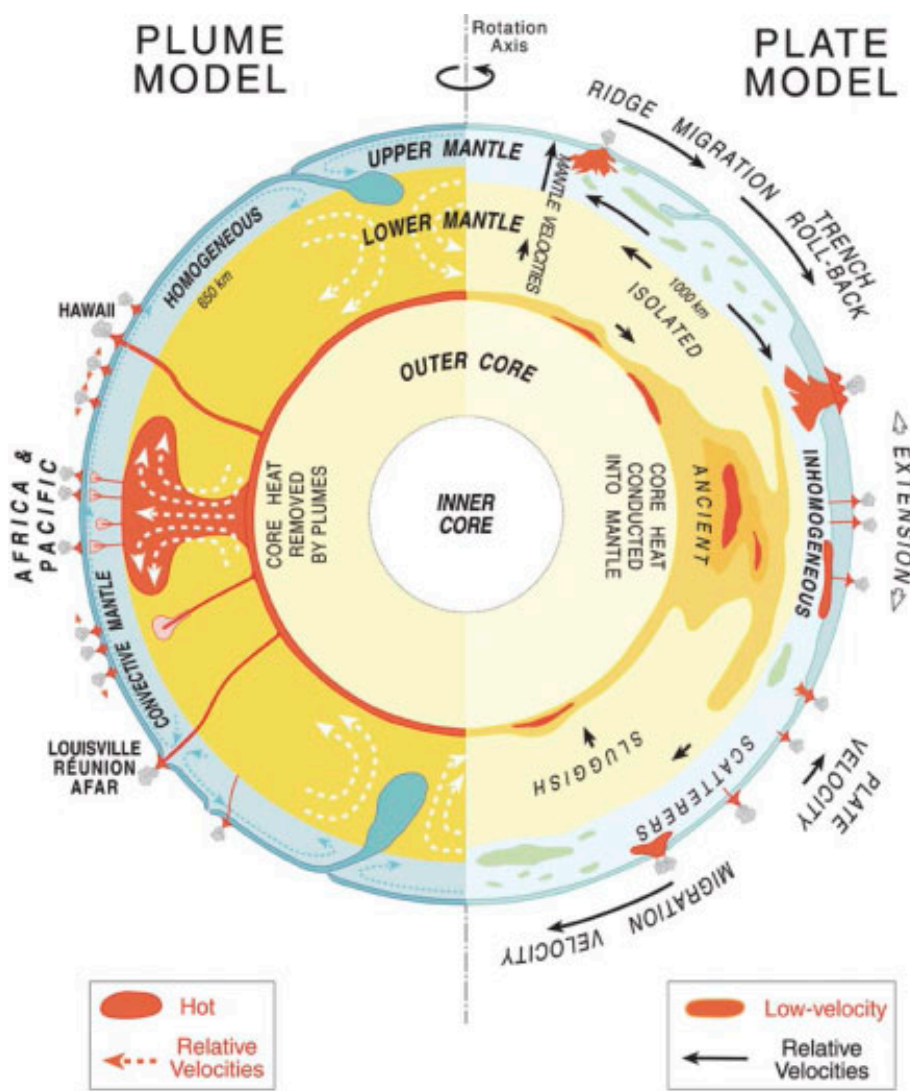 PLUME
MODEL
Rotation
Axis
PLATE
MODEL
RIDGE MIGRATION
TRENCH
ROLL-BACK
UPPER MANTLE
MANTLE VELOCITIES
LOWER MANTLE
HOMOGENEOUS
650 km
1000 km
ISOLATED
HAWAII
OUTER CORE
AFRICA &
PACIFIC
CORE HEAT
REMOVED
BY PLUMES
INNER
CORE
CORE HEAT
CONDUCTED
INTO MANTLE
ANCIENT
INHOMOGENEOUS
EXTENSION
CONVECTIVE MANTLE
LOUISVILLE
RÉUNION
AFAR
SLUGGISH
SCATTERERS
PLATE
VELOCITY
MIGRATION VELOCITY
Hot
Relative
Velocities
Low-velocity
Relative
Velocities